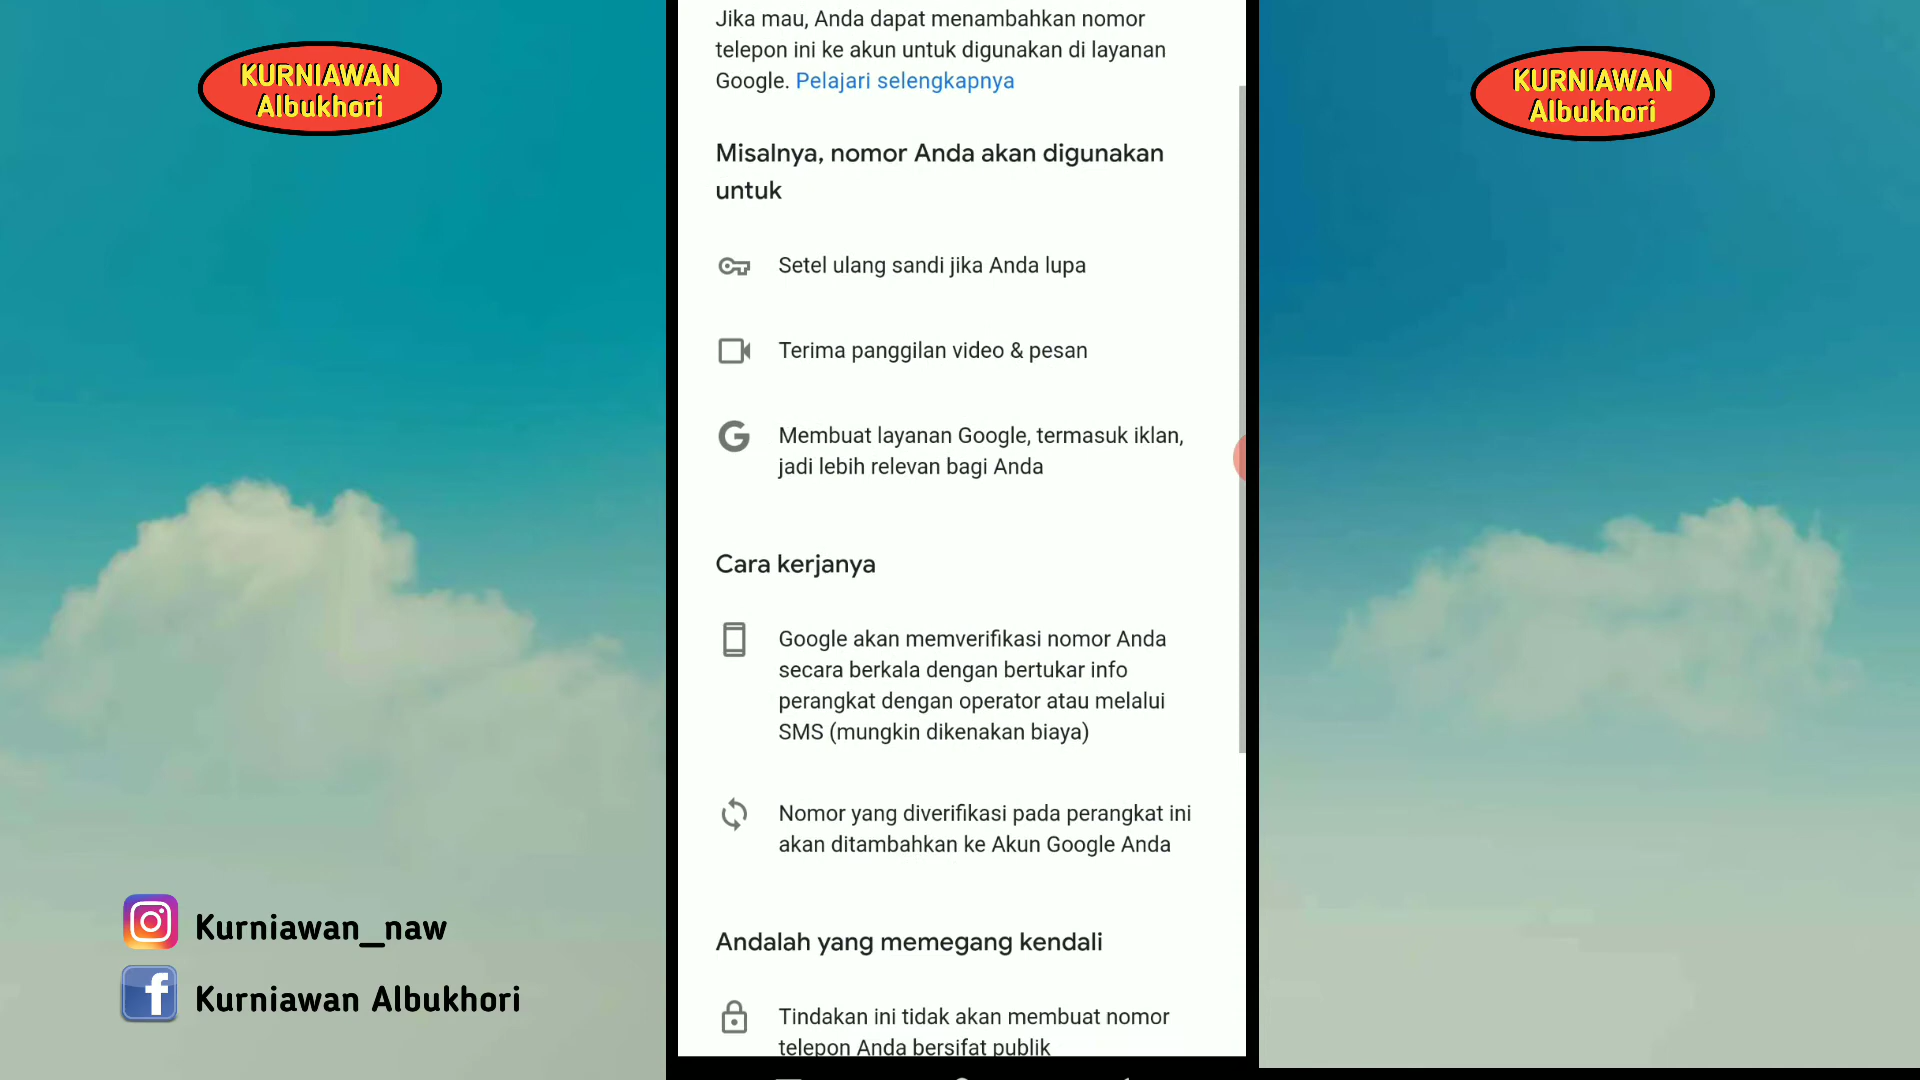 KURNIAWAN
Albukhori
Jika mau, Anda dapat menambahkan nomor
telepon ini ke akun untuk digunakan di layanan
Google. Pelajari selengkapnya
Misalnya, nomor Anda akan digunakan
untuk
Setel ulang sandi jika Anda lupa
Terima panggilan video & pesan
Membuat layanan Google, termasuk iklan,
jadi lebih relevan bagi Anda
Cara kerjanya
Google akan memverifikasi nomor Anda
secara berkala dengan bertukar info
perangkat dengan operator atau melalui
SMS (mungkin dikenakan biaya)
Nomor yang diverifikasi pada perangkat ini
akan ditambahkan ke Akun Google Anda
Andalah yang memegang kendali
Tindakan ini tidak akan membuat nomor
telepon Anda bersifat publik
KURNIAWAN
Albukhori
Kurniawan_naw
Kurniawan Albukhori